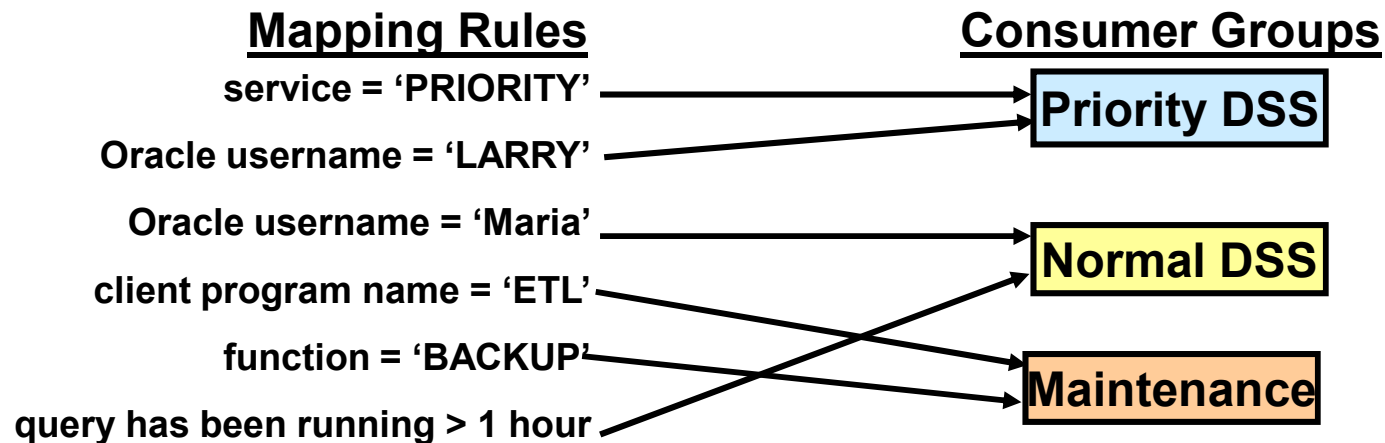 Mapping Rules
Consumer Groups
service = ‘PRIORITY’
Priority DSS
Oracle username = ‘LARRY’
Oracle username = ‘Maria’
Normal DSS
client program name = ‘ETL’
function = ‘BACKUP’
Maintenance
query has been running > 1 hour